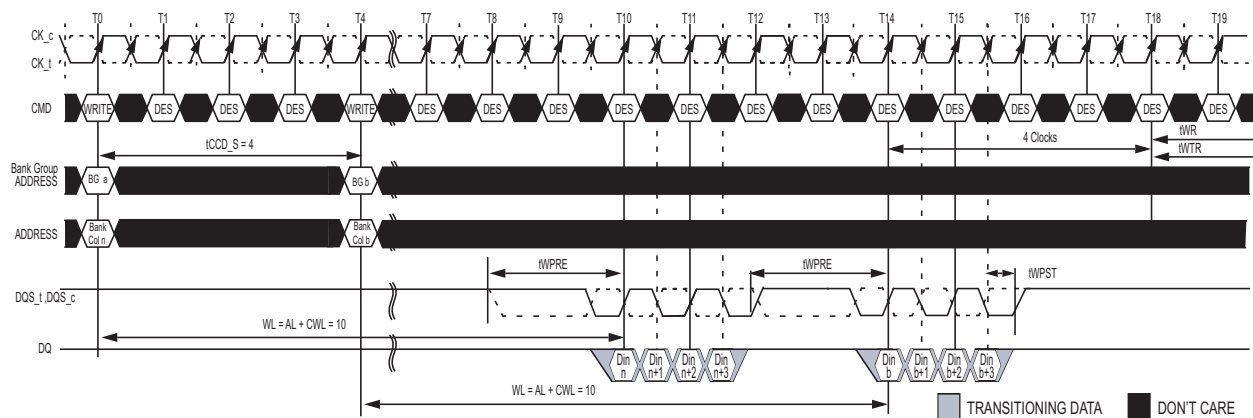 T0 T1 T2 T3 T4 T7 T8 T9 T10 T11 T12 T13 T14 T15 T16 T17 T18 T19
CK_c
CK_t
CMD WRITE DES DES DES WRITE DES DES DES DES DES DES DES DES DES DES DES DES DES
tCCD_S = 4
4 Clocks
tWR
tWTR
Bank Group
ADDRESS
BG a
BG b
ADDRESS
Bank
Col n
Bank
Col b
tWPRE
tWPRE
tWPST
DQS_t ,DQS_c
WL = AL + CWL = 10
DQ
Din
n
Din
n+1
Din
n+2
Din
n+3
Din
b
Din
b+1
Din
b+2
Din
b+3
WL = AL + CWL = 10
TRANSITIONING DATA
DON'T CARE